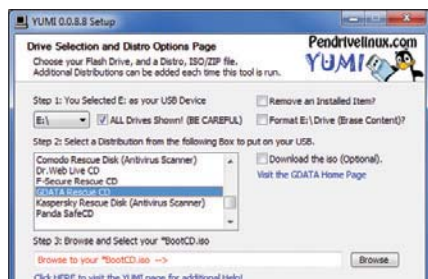 YUMI 0.0.8.8 Setup
Drive Selection and Distro Options Page
Choose your Flash Drive, and a Distro, ISO/ZIP file.
Additional Distributions can be added each time this tool is run.
Pendrivelinux.com
YUMI
Step 1: You Selected E: as your USB Device
Remove an Installed Item?
E:\
ALL Drives Shown! (BE CAREFUL)
Format E:\ Drive (Erase Content)?
Step 2: Select a Distribution from the following Box to put on your USB.
Comodo Rescue Disk (Antivirus Scanner)
Dr.Web Live CD
F-Secure Rescue CD
GDATA Rescue CD
Kaspersky Rescue Disk (Antivirus Scanner)
Panda SafeCD
Download the iso (Optional).
Visit the GDATA Home Page
Step 3: Browse and Select your *BootCD.iso
Browse to your *BootCD.iso -->
Browse
Click HERE to visit the YUMI page for additional Help!